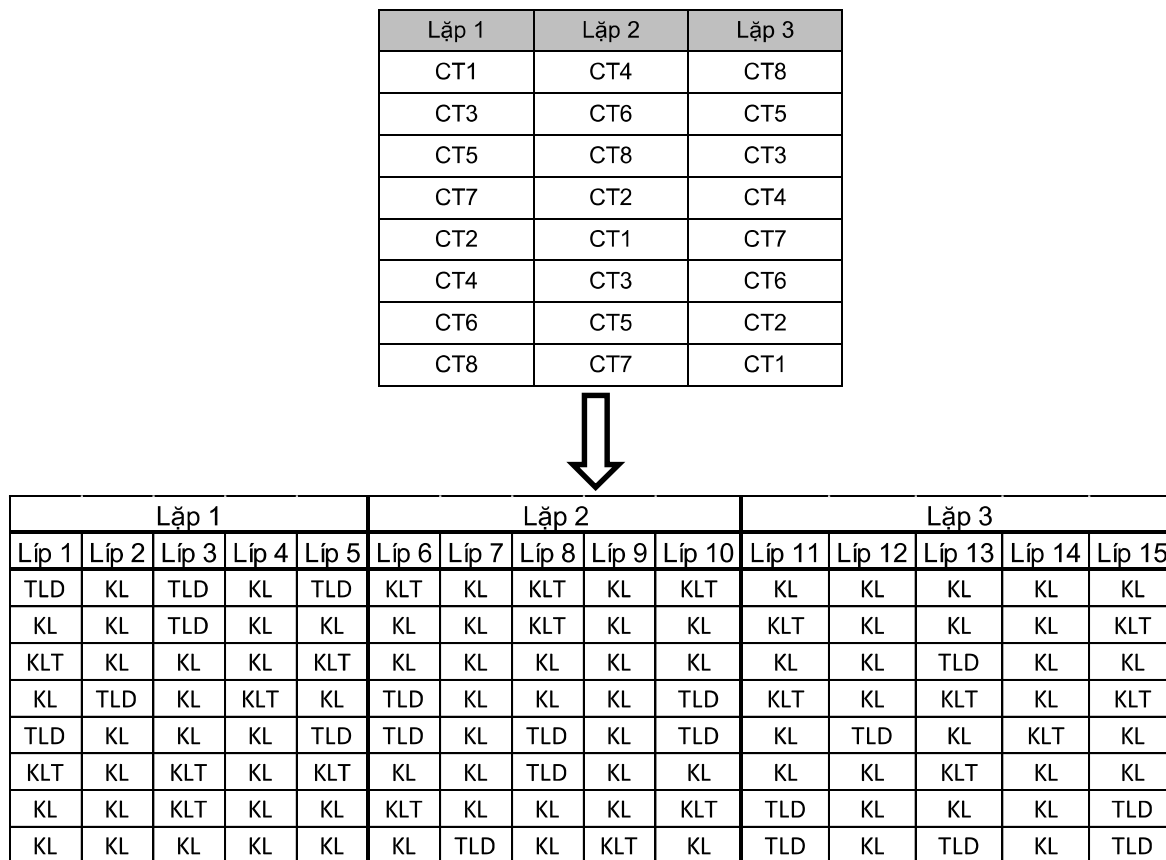 Lặp 1 Lặp 2 Lặp 3
CT1 CT4 CT8
CT3 CT6 CT5
CT5 CT8 CT3
CT7 CT2 CT4
CT2 CT1 CT7
CT4 CT3 CT6
CT6 CT5 CT2
CT8 CT7 CT1
Lặp 1 Lặp 2 Lặp 3
Líp 1 Líp 2 Líp 3 Líp 4 Líp 5 Líp 6 Líp 7 Líp 8 Líp 9 Líp 10 Líp 11 Líp 12 Líp 13 Líp 14 Líp 15
TLD KL TLD KL TLD KLT KL KLT KL KLT KL KL KL KL KL
KL KL TLD KL KL KL KL KLT KL KL KLT KL KL KL KLT
KLT KL KL KL KLT KL KL KL KL KL KL KL TLD KL KL
KL TLD KL KLT KL TLD KL KL KL TLD KLT KL KLT KL KLT
TLD KL KL KL TLD TLD KL TLD KL TLD KL TLD KL KLT KL
KLT KL KLT KL KLT KL KL TLD KL KL KL KL KLT KL KL
KL KL KLT KL KL KLT KL KL KL KLT TLD KL KL KL TLD
KL KL KL KL KL KL TLD KL KLT KL TLD KL TLD KL TLD